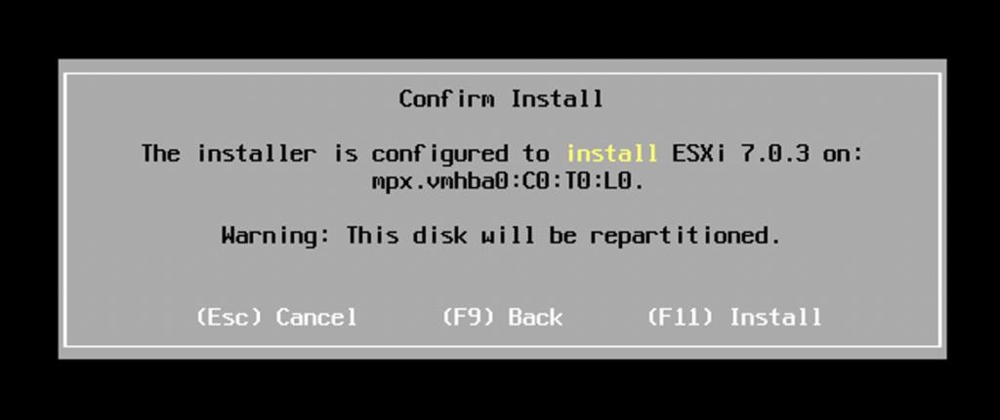 Confirm Install
The installer is configured to install ESXi 7.0.3 on:
mpx.vmhba0:C0:T0:L0.
Warning: This disk will be repartitioned.
(Esc) Cancel (F9) Back (F11) Install